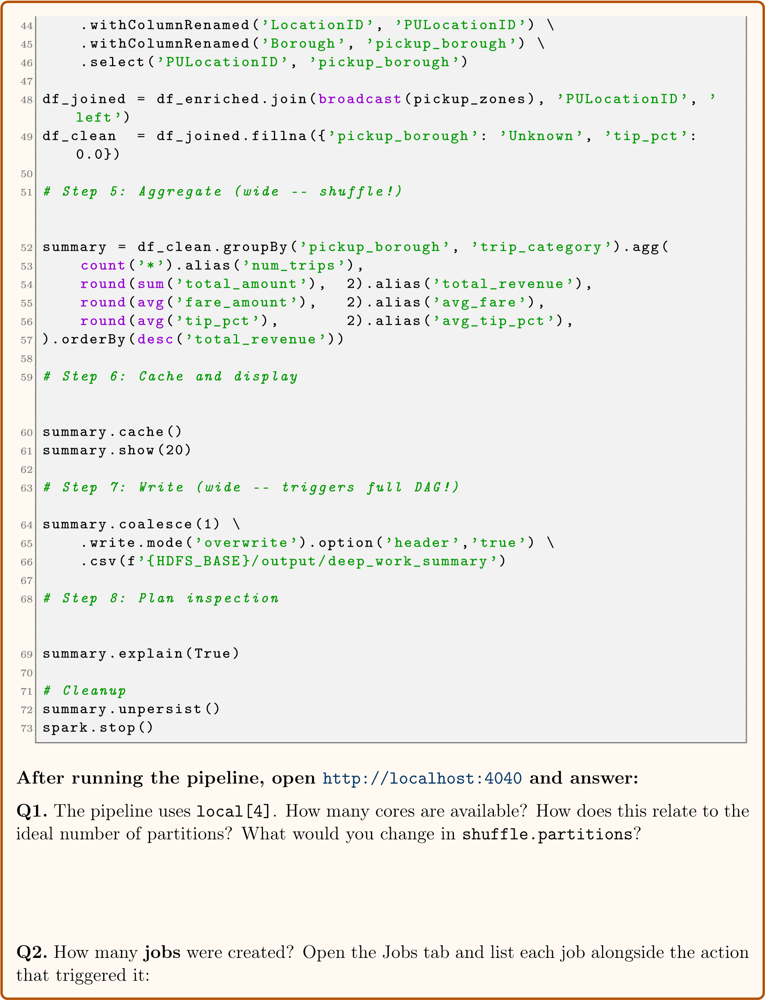 44 .withColumnRenamed('LocationID', 'PULocationID') \
45 .withColumnRenamed('Borough', 'pickup_borough') \
46 .select('PULocationID', 'pickup_borough')
47
48 df_joined = df_enriched.join(broadcast(pickup_zones), 'PULocationID', '
left')
49 df_clean  = df_joined.fillna({'pickup_borough': 'Unknown', 'tip_pct':
0.0})
50
51 # Step 5: Aggregate (wide -- shuffle!)
52 summary = df_clean.groupBy('pickup_borough', 'trip_category').agg(
53 count('*').alias('num_trips'),
54 round(sum('total_amount'),  2).alias('total_revenue'),
55 round(avg('fare_amount'),   2).alias('avg_fare'),
56 round(avg('tip_pct'),       2).alias('avg_tip_pct'),
57 ).orderBy(desc('total_revenue'))
58
59 # Step 6: Cache and display
60 summary.cache()
61 summary.show(20)
62
63 # Step 7: Write (wide -- triggers full DAG!)
64 summary.coalesce(1) \
65 .write.mode('overwrite').option('header','true') \
66 .csv(f'{HDFS_BASE}/output/deep_work_summary')
67
68 # Step 8: Plan inspection
69 summary.explain(True)
70
71 # Cleanup
72 summary.unpersist()
73 spark.stop()
After running the pipeline, open http://localhost:4040 and answer:
Q1. The pipeline uses local[4]. How many cores are available? How does this relate to the
ideal number of partitions? What would you change in shuffle.partitions?
Q2. How many jobs were created? Open the Jobs tab and list each job alongside the action
that triggered it: